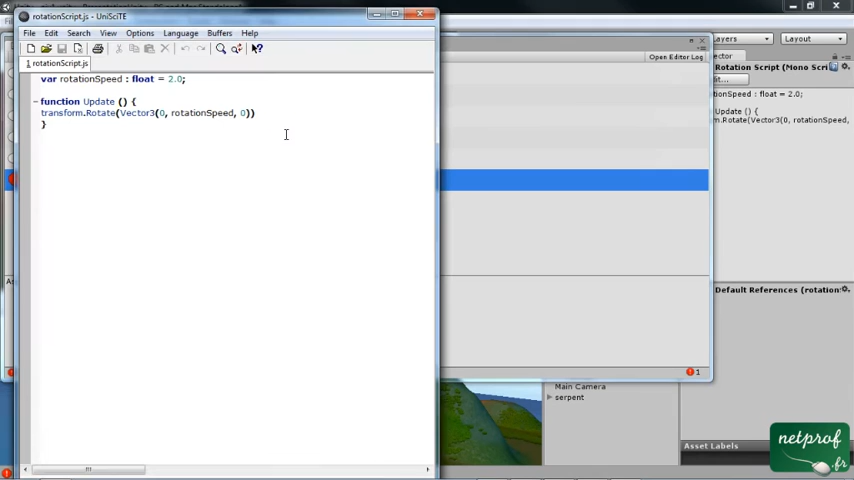 rotationScript.js - UniSciTE
File Edit Search View Options Language Buffers Help
1 rotationScript.js
var rotationSpeed : float = 2.0;
function Update () {
transform.Rotate(Vector3(0, rotationSpeed, 0))
}
Open Editor Log
1
Main Camera
serpent
Layers
Layout
Rotation Script (Mono Scri
float = 2.0;
Update () {
m.Rotate(Vector3(0, rotationSpeed,
Default References (rotation
Asset Labels
netprof
.fr